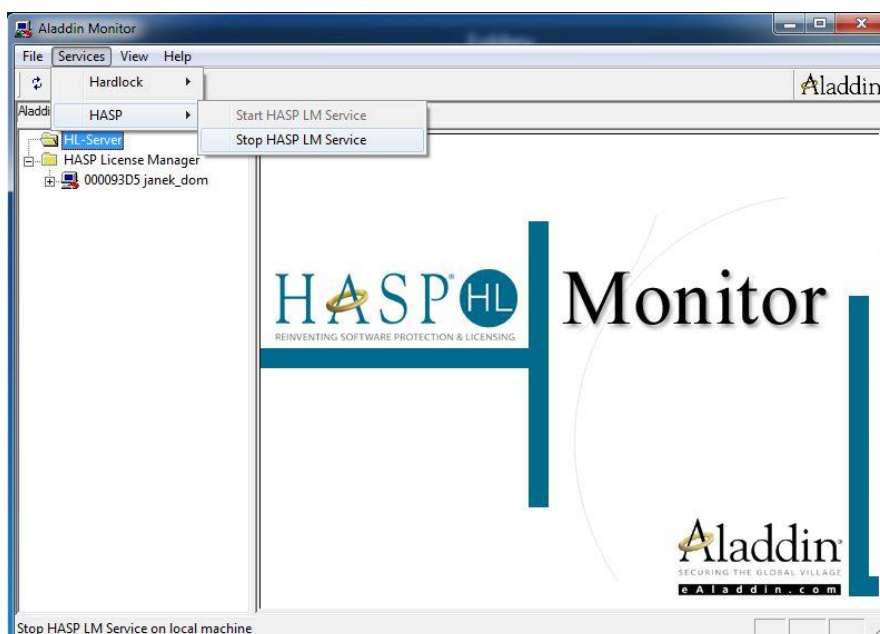 Aladdin Monitor
File Services View Help
Hardlock
Aladdin
Aladdi
HASP
Start HASP LM Service
Stop HASP LM Service
HL-Server
HASP License Manager
000093D5 janek_dom
HASP HL
REINVENTING SOFTWARE PROTECTION & LICENSING
Monitor
Aladdin
SECURING THE GLOBAL VILLAGE
eAladdin.com
Stop HASP LM Service on local machine